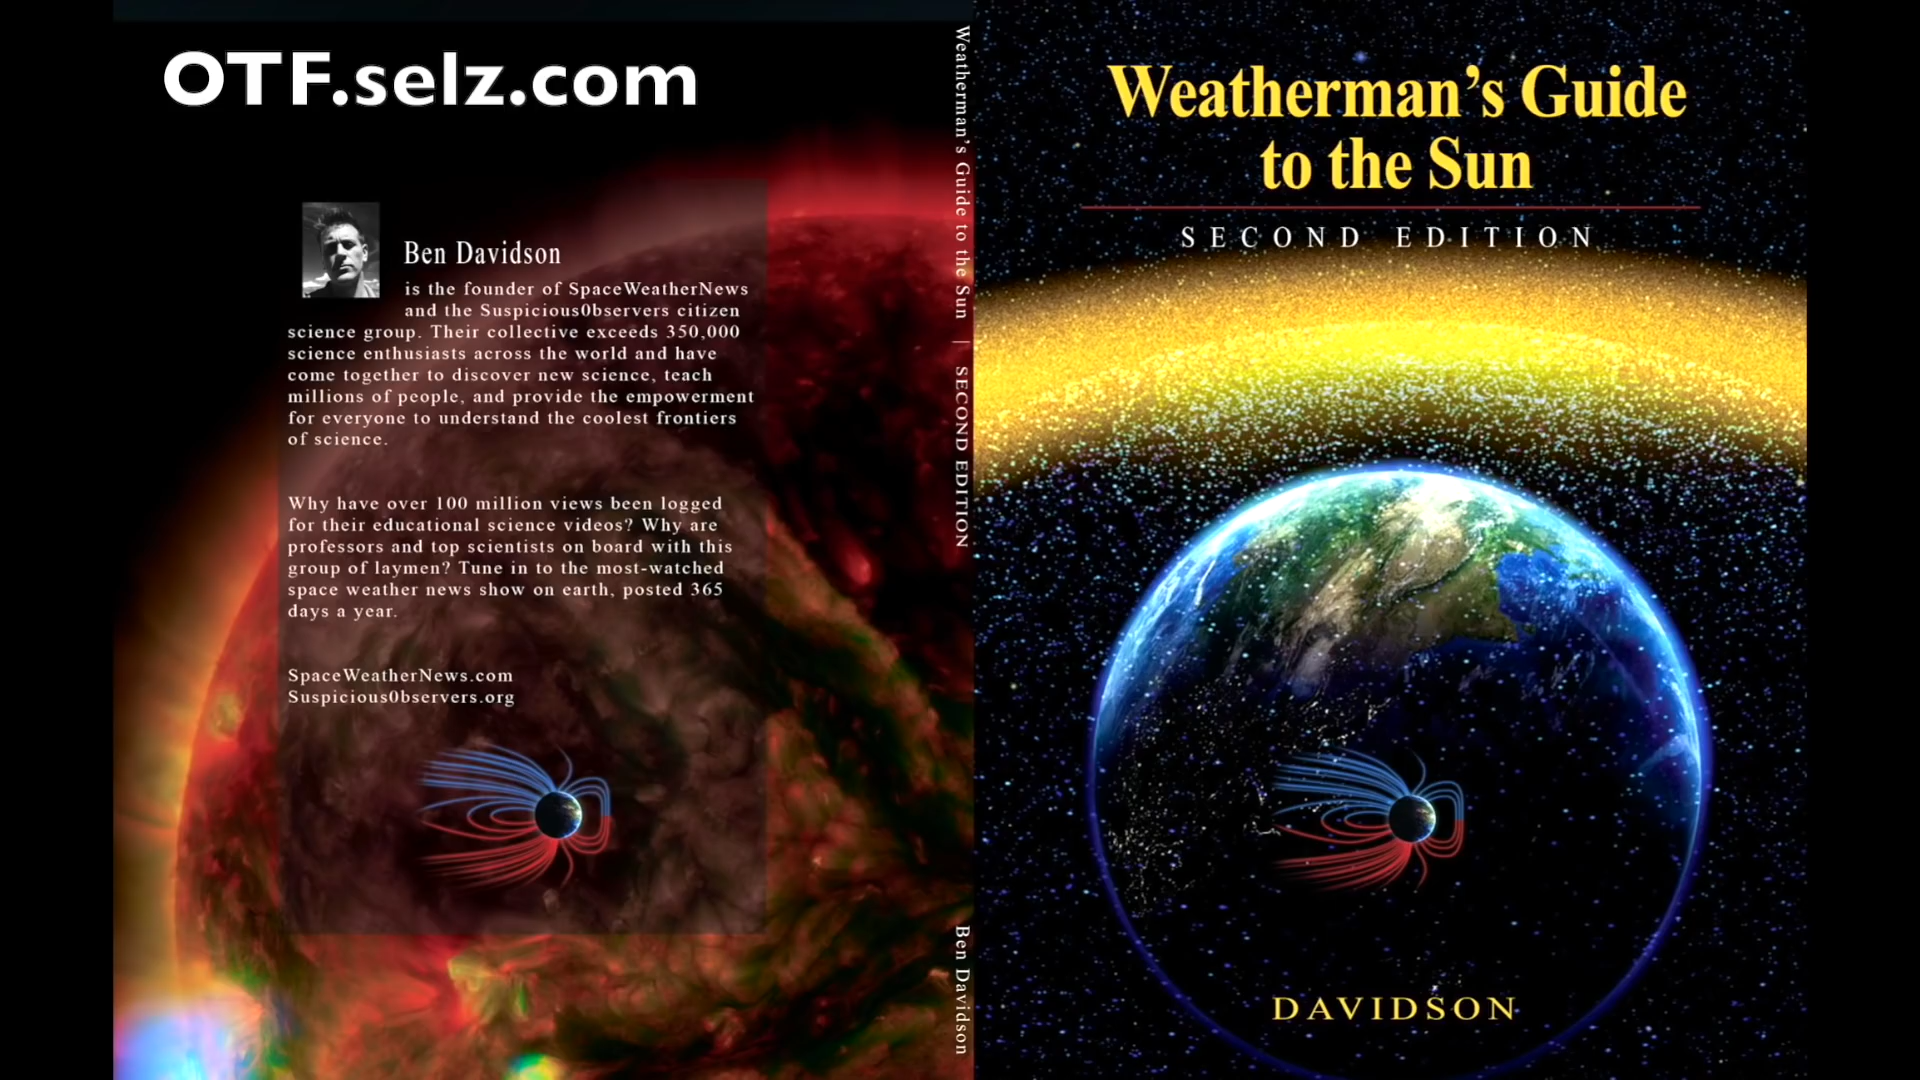 OTF.selz.com
Ben Davidson
is the founder of SpaceWeatherNews
and the Suspicious0bservers citizen
science group. Their collective exceeds 350,000
science enthusiasts across the world and have
come together to discover new science, teach
millions of people, and provide the empowerment
for everyone to understand the coolest frontiers
of science.
Why have over 100 million views been logged
for their educational science videos? Why are
professors and top scientists on board with this
group of laymen? Tune in to the most-watched
space weather news show on earth, posted 365
days a year.
SpaceWeatherNews.com
Suspicious0bservers.org
Weatherman's Guide to the Sun | SECOND EDITION Ben Davidson
Weatherman's Guide
to the Sun
SECOND EDITION
DAVIDSON